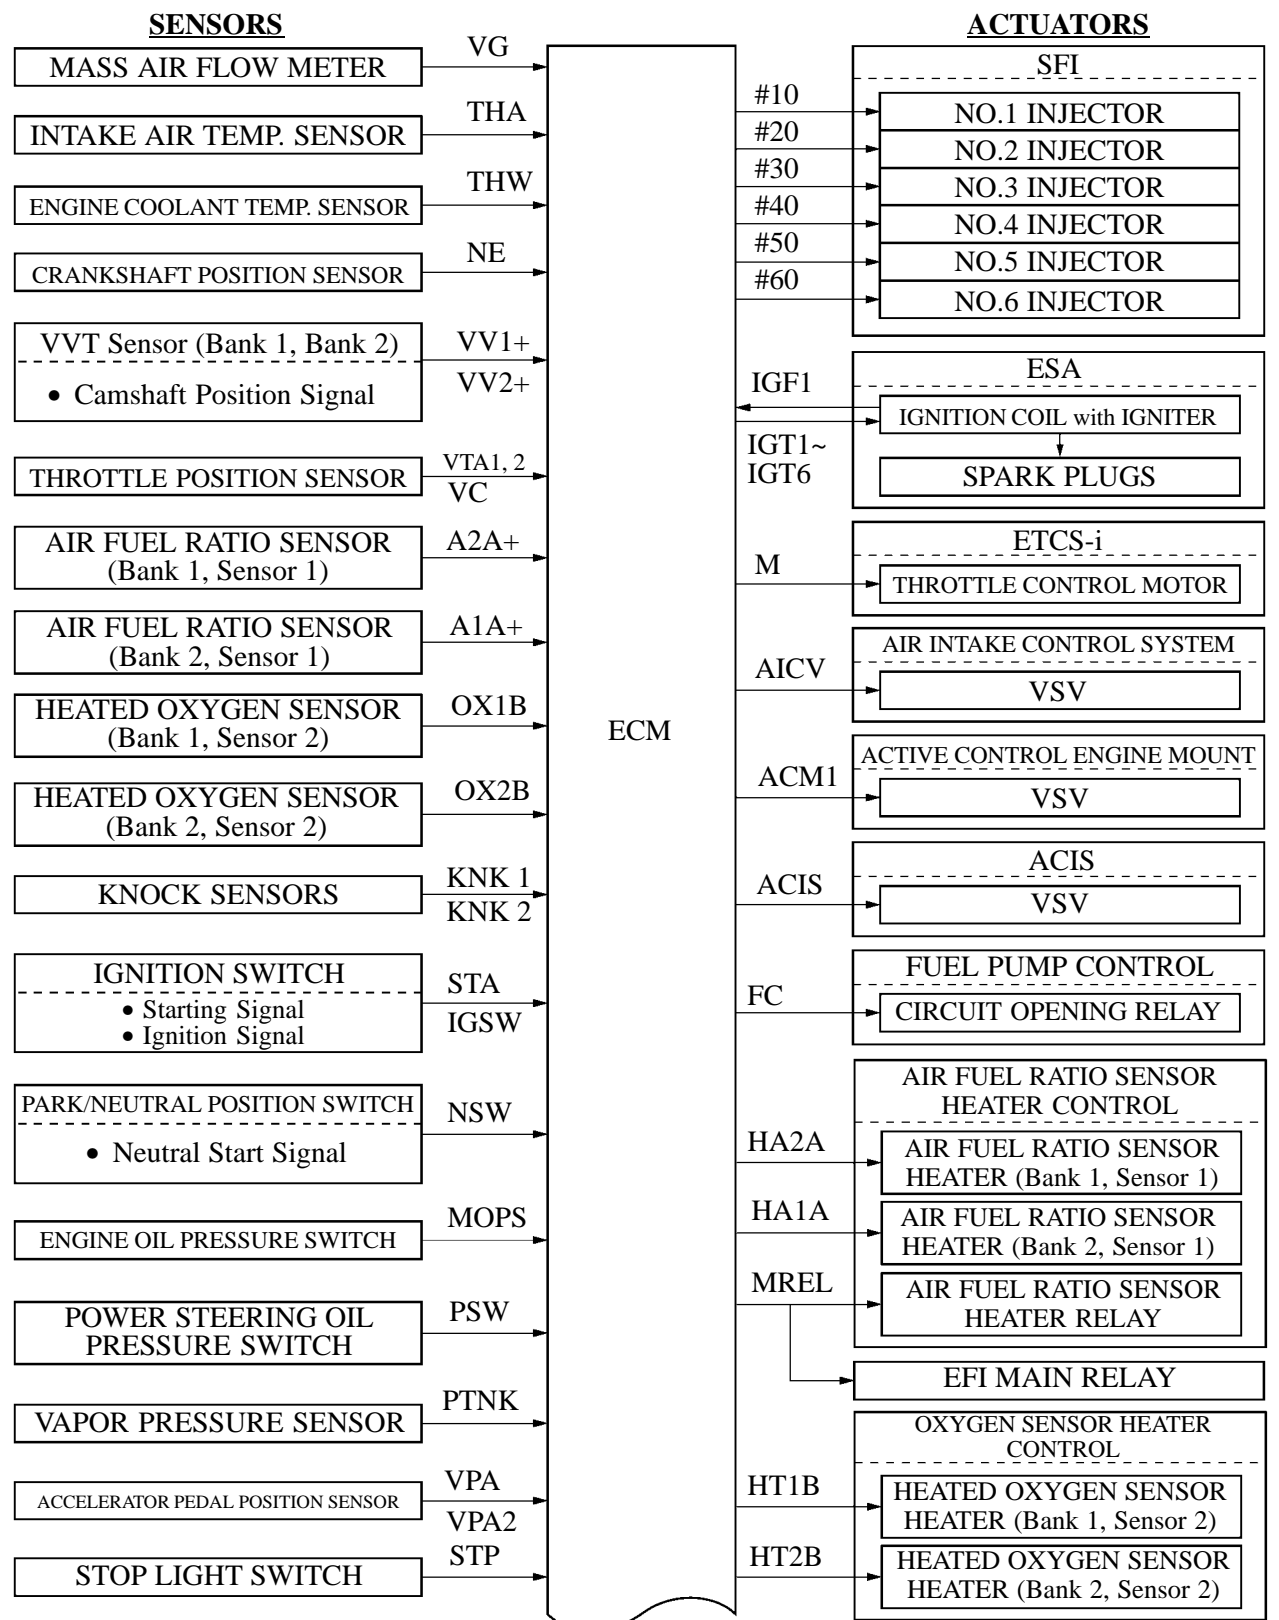 SENSORS
MASS AIR FLOW METER
VG
INTAKE AIR TEMP. SENSOR
THA
ENGINE COOLANT TEMP. SENSOR
THW
CRANKSHAFT POSITION SENSOR
NE
VVT Sensor (Bank 1, Bank 2)
• Camshaft Position Signal
VV1+
VV2+
THROTTLE POSITION SENSOR
VTA1, 2
VC
AIR FUEL RATIO SENSOR
(Bank 1, Sensor 1)
A2A+
AIR FUEL RATIO SENSOR
(Bank 2, Sensor 1)
A1A+
HEATED OXYGEN SENSOR
(Bank 1, Sensor 2)
OX1B
HEATED OXYGEN SENSOR
(Bank 2, Sensor 2)
OX2B
KNOCK SENSORS
KNK 1
KNK 2
IGNITION SWITCH
• Starting Signal
• Ignition Signal
STA
IGSW
PARK/NEUTRAL POSITION SWITCH
• Neutral Start Signal
NSW
ENGINE OIL PRESSURE SWITCH
MOPS
POWER STEERING OIL
PRESSURE SWITCH
PSW
VAPOR PRESSURE SENSOR
PTNK
ACCELERATOR PEDAL POSITION SENSOR
VPA
VPA2
STOP LIGHT SWITCH
STP
ECM
ACTUATORS
SFI
#10
NO.1 INJECTOR
#20
NO.2 INJECTOR
#30
NO.3 INJECTOR
#40
NO.4 INJECTOR
#50
NO.5 INJECTOR
#60
NO.6 INJECTOR
ESA
IGF1
IGNITION COIL with IGNITER
IGT1~
IGT6
SPARK PLUGS
ETCS-i
M
THROTTLE CONTROL MOTOR
AIR INTAKE CONTROL SYSTEM
AICV
VSV
ACTIVE CONTROL ENGINE MOUNT
ACM1
VSV
ACIS
ACIS
VSV
FUEL PUMP CONTROL
FC
CIRCUIT OPENING RELAY
AIR FUEL RATIO SENSOR
HEATER CONTROL
HA2A
AIR FUEL RATIO SENSOR
HEATER (Bank 1, Sensor 1)
HA1A
AIR FUEL RATIO SENSOR
HEATER (Bank 2, Sensor 1)
MREL
AIR FUEL RATIO SENSOR
HEATER RELAY
EFI MAIN RELAY
OXYGEN SENSOR HEATER
CONTROL
HT1B
HEATED OXYGEN SENSOR
HEATER (Bank 1, Sensor 2)
HT2B
HEATED OXYGEN SENSOR
HEATER (Bank 2, Sensor 2)